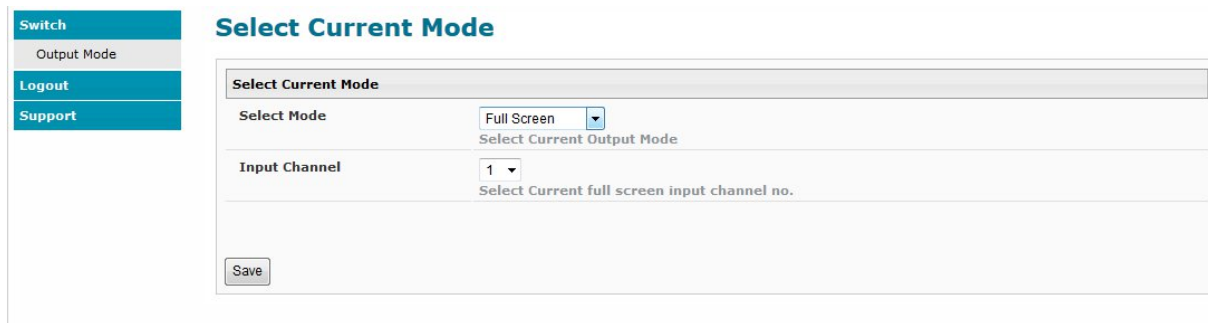 Switch
Output Mode
Logout
Support
Select Current Mode
Select Current Mode
Select Mode
Full Screen
Select Current Output Mode
Input Channel
1
Select Current full screen input channel no.
Save